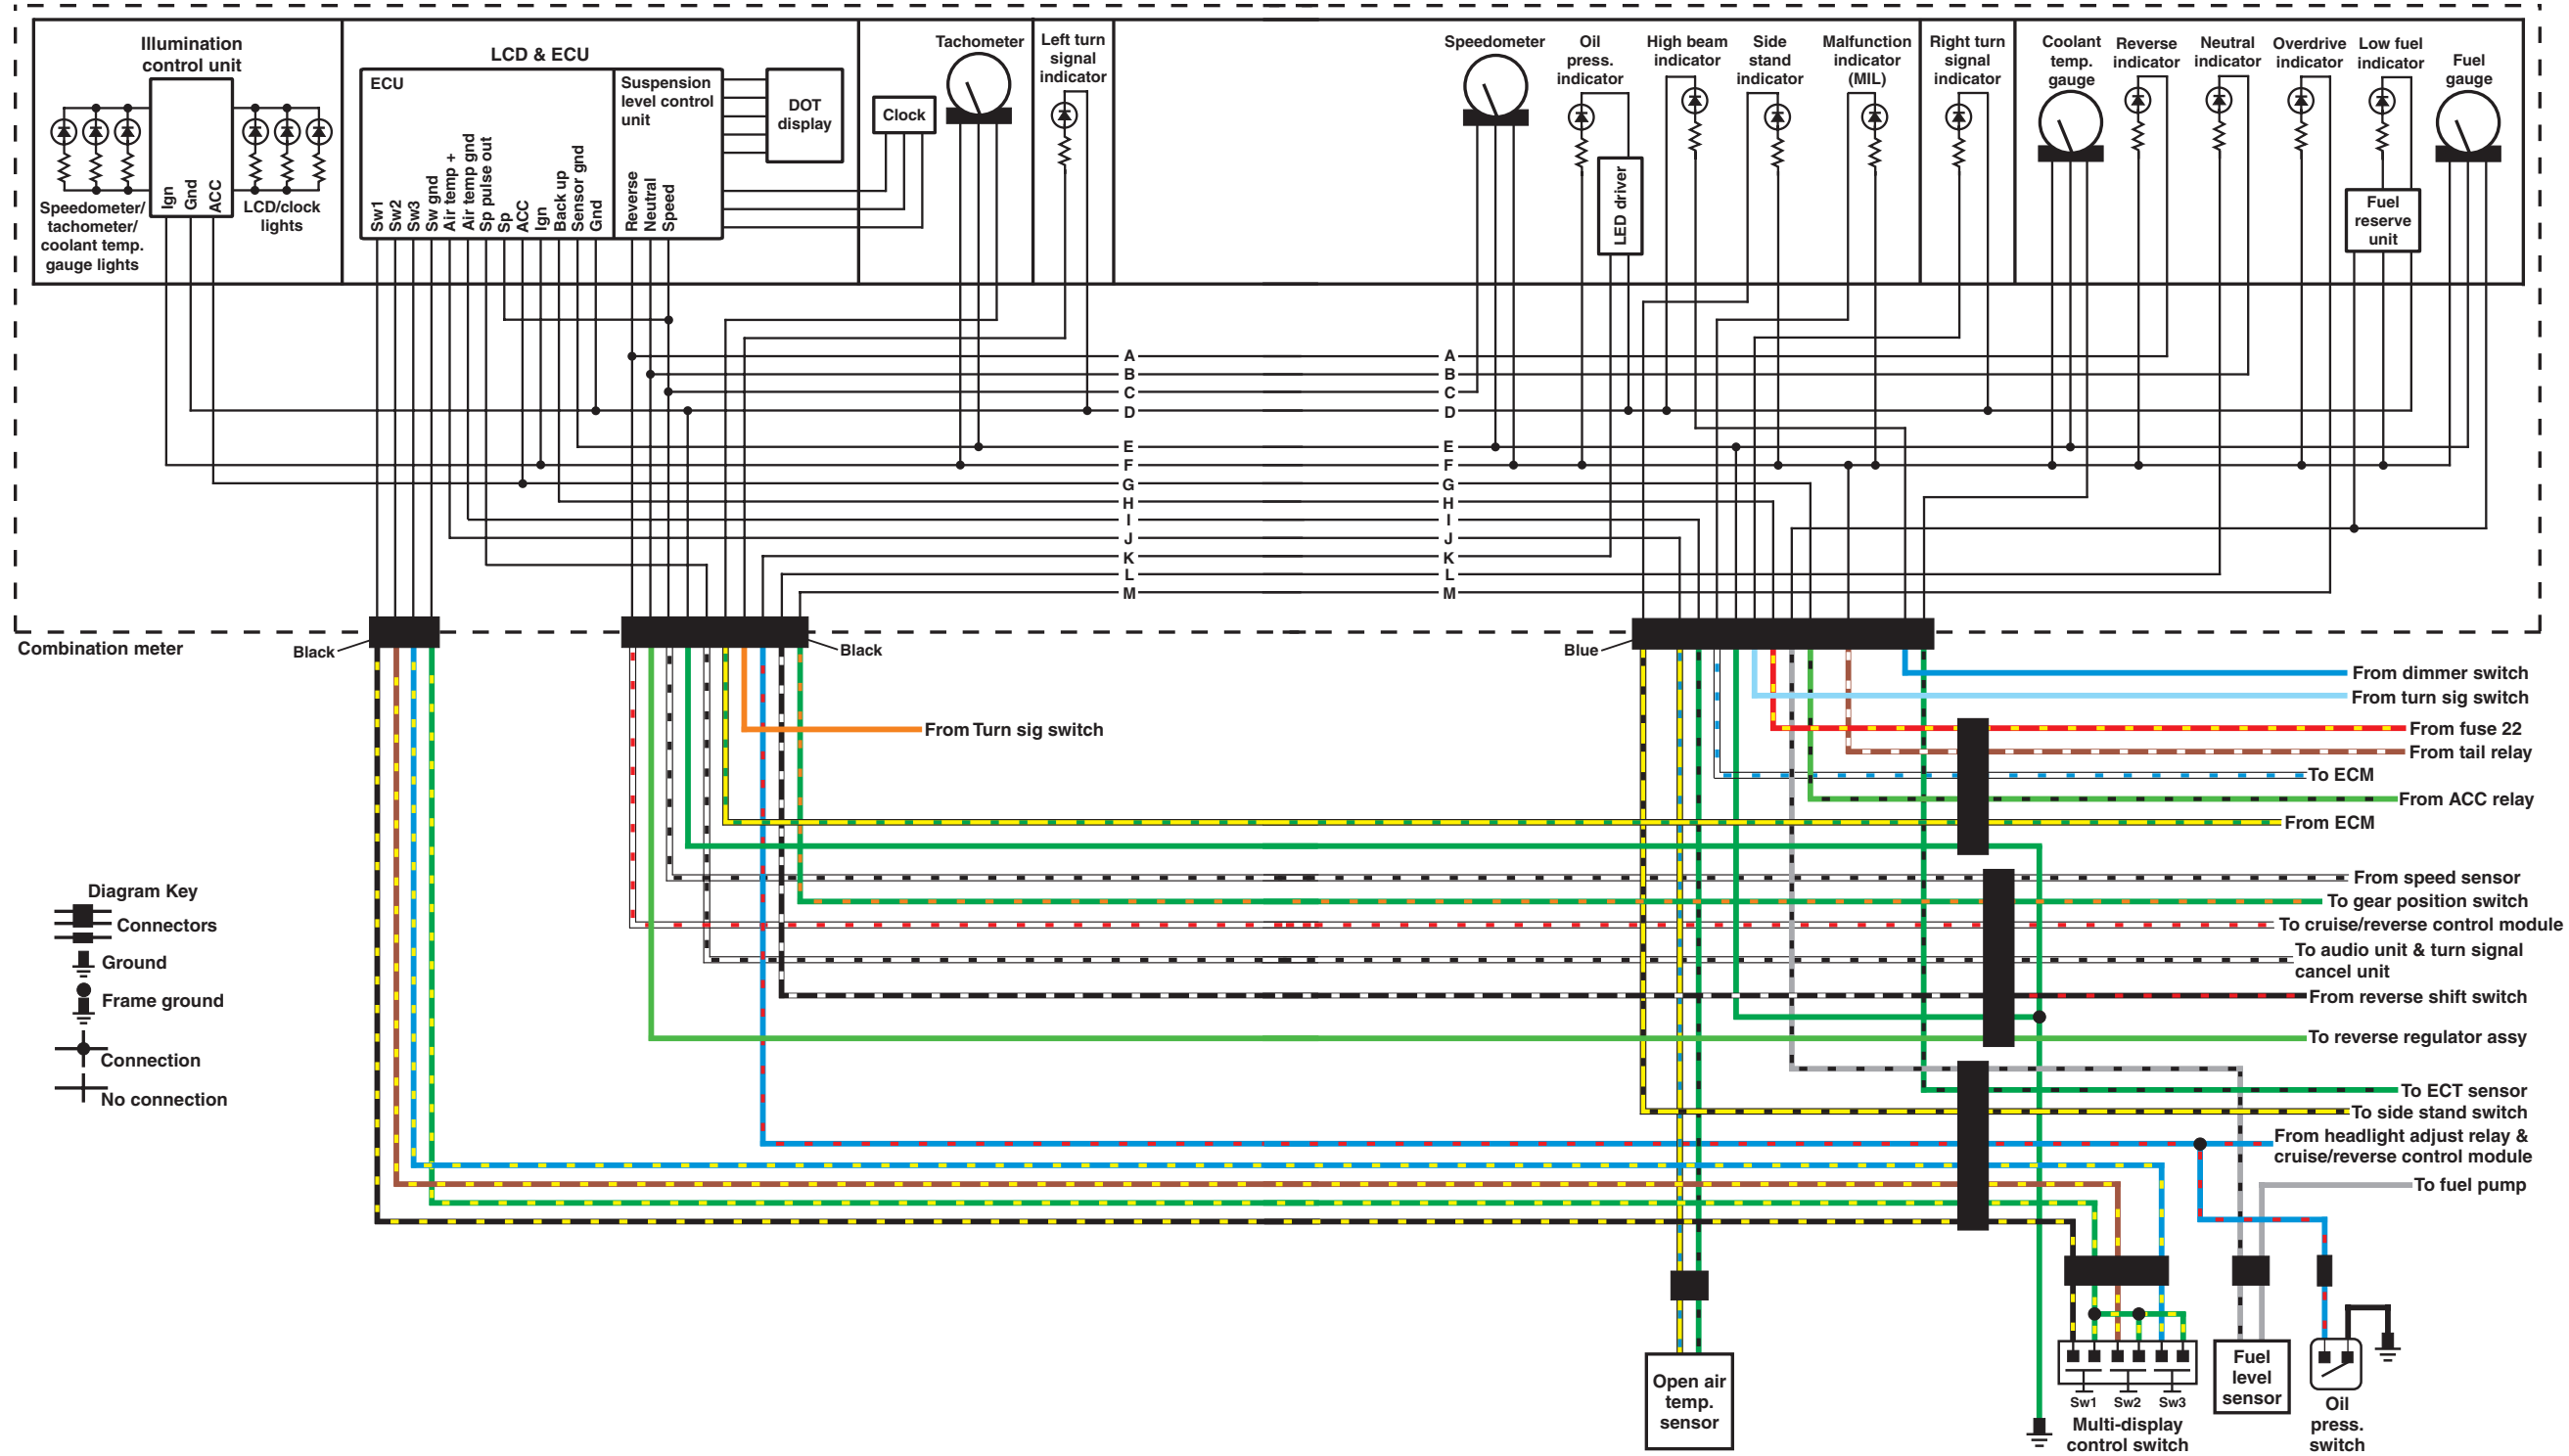 Illumination
control unit
Ign
Gnd
ACC
Speedometer/
tachometer/
coolant temp.
gauge lights
LCD/clock
lights
LCD & ECU
ECU
Suspension
level control
unit
Sw1
Sw2
Sw3
Sw gnd
Air temp +
Air temp gnd
Sp pulse out
Sp
ACC
Ign
Back up
Sensor gnd
Gnd
Reverse
Neutral
Speed
DOT
display
Clock
Tachometer
Left turn
signal
indicator
Speedometer
Oil
press.
indicator
LED driver
High beam
indicator
Side
stand
indicator
Malfunction
indicator
(MIL)
Right turn
signal
indicator
Coolant
temp.
gauge
Reverse
indicator
Neutral
indicator
Overdrive
indicator
Low fuel
indicator
Fuel
reserve
unit
Fuel
gauge
A A
B B
C C
D D
E E
F F
G G
H H
I I
J J
K K
L L
M M
Combination meter
Black
Black
Blue
From dimmer switch
From turn sig switch
From Turn sig switch
From fuse 22
From tail relay
To ECM
From ACC relay
From ECM
From speed sensor
To gear position switch
To cruise/reverse control module
To audio unit & turn signal
cancel unit
From reverse shift switch
To reverse regulator assy
To ECT sensor
To side stand switch
From headlight adjust relay &
cruise/reverse control module
To fuel pump
Diagram Key
Connectors
Ground
Frame ground
Connection
No connection
Open air
temp.
sensor
Sw1 Sw2 Sw3
Multi-display
control switch
Fuel
level
sensor
Oil
press.
switch